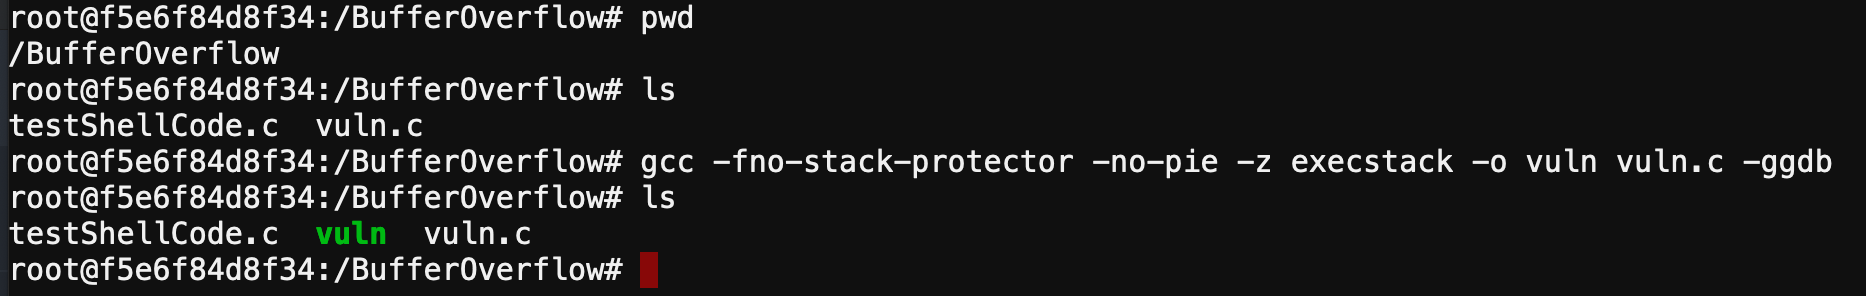 root@f5e6f84d8f34:/BufferOverflow# pwd
/BufferOverflow
root@f5e6f84d8f34:/BufferOverflow# ls
testShellCode.c  vuln.c
root@f5e6f84d8f34:/BufferOverflow# gcc -fno-stack-protector -no-pie -z execstack -o vuln vuln.c -ggdb
root@f5e6f84d8f34:/BufferOverflow# ls
testShellCode.c  vuln  vuln.c
root@f5e6f84d8f34:/BufferOverflow#